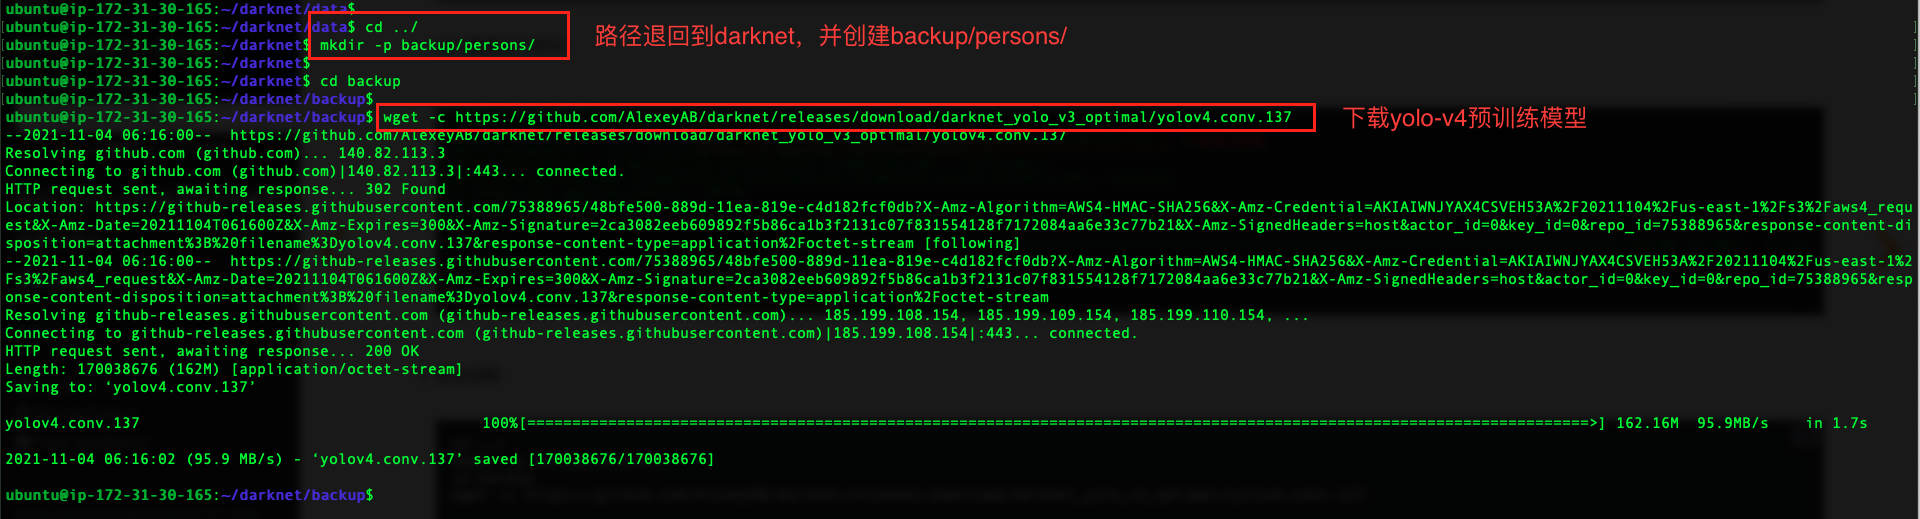 ubuntu@ip-172-31-30-165:~/darknet/data$
ubuntu@ip-172-31-30-165:~/darknet/data$ cd ../
ubuntu@ip-172-31-30-165:~/darknet$ mkdir -p backup/persons/
路径退回到darknet，并创建backup/persons/
ubuntu@ip-172-31-30-165:~/darknet$
ubuntu@ip-172-31-30-165:~/darknet$ cd backup
ubuntu@ip-172-31-30-165:~/darknet/backup$
ubuntu@ip-172-31-30-165:~/darknet/backup$ wget -c https://github.com/AlexeyAB/darknet/releases/download/darknet_yolo_v3_optimal/yolov4.conv.137
下载yolo-v4预训练模型
--2021-11-04 06:16:00--  https://github.com/AlexeyAB/darknet/releases/download/darknet_yolo_v3_optimal/yolov4.conv.137
Resolving github.com (github.com)... 140.82.113.3
Connecting to github.com (github.com)|140.82.113.3|:443... connected.
HTTP request sent, awaiting response... 302 Found
Location: https://github-releases.githubusercontent.com/75388965/48bfe500-889d-11ea-819e-c4d182fcf0db?X-Amz-Algorithm=AWS4-HMAC-SHA256&X-Amz-Credential=AKIAIWNJYAX4CSVEH53A%2F20211104%2Fus-east-1%2Fs3%2Faws4_requ
est&X-Amz-Date=20211104T061600Z&X-Amz-Expires=300&X-Amz-Signature=2ca3082eeb609892f5b86ca1b3f2131c07f831554128f7172084aa6e33c77b21&X-Amz-SignedHeaders=host&actor_id=0&key_id=0&repo_id=75388965&response-content-di
sposition=attachment%3B%20filename%3Dyolov4.conv.137&response-content-type=application%2Foctet-stream [following]
--2021-11-04 06:16:00--  https://github-releases.githubusercontent.com/75388965/48bfe500-889d-11ea-819e-c4d182fcf0db?X-Amz-Algorithm=AWS4-HMAC-SHA256&X-Amz-Credential=AKIAIWNJYAX4CSVEH53A%2F20211104%2Fus-east-1%2
Fs3%2Faws4_request&X-Amz-Date=20211104T061600Z&X-Amz-Expires=300&X-Amz-Signature=2ca3082eeb609892f5b86ca1b3f2131c07f831554128f7172084aa6e33c77b21&X-Amz-SignedHeaders=host&actor_id=0&key_id=0&repo_id=75388965&resp
onse-content-disposition=attachment%3B%20filename%3Dyolov4.conv.137&response-content-type=application%2Foctet-stream
Resolving github-releases.githubusercontent.com (github-releases.githubusercontent.com)... 185.199.108.154, 185.199.109.154, 185.199.110.154, ...
Connecting to github-releases.githubusercontent.com (github-releases.githubusercontent.com)|185.199.108.154|:443... connected.
HTTP request sent, awaiting response... 200 OK
Length: 170038676 (162M) [application/octet-stream]
Saving to: ‘yolov4.conv.137’
yolov4.conv.137 100%[======================================================================================================================>] 162.16M  95.9MB/s    in 1.7s
2021-11-04 06:16:02 (95.9 MB/s) - ‘yolov4.conv.137’ saved [170038676/170038676]
ubuntu@ip-172-31-30-165:~/darknet/backup$